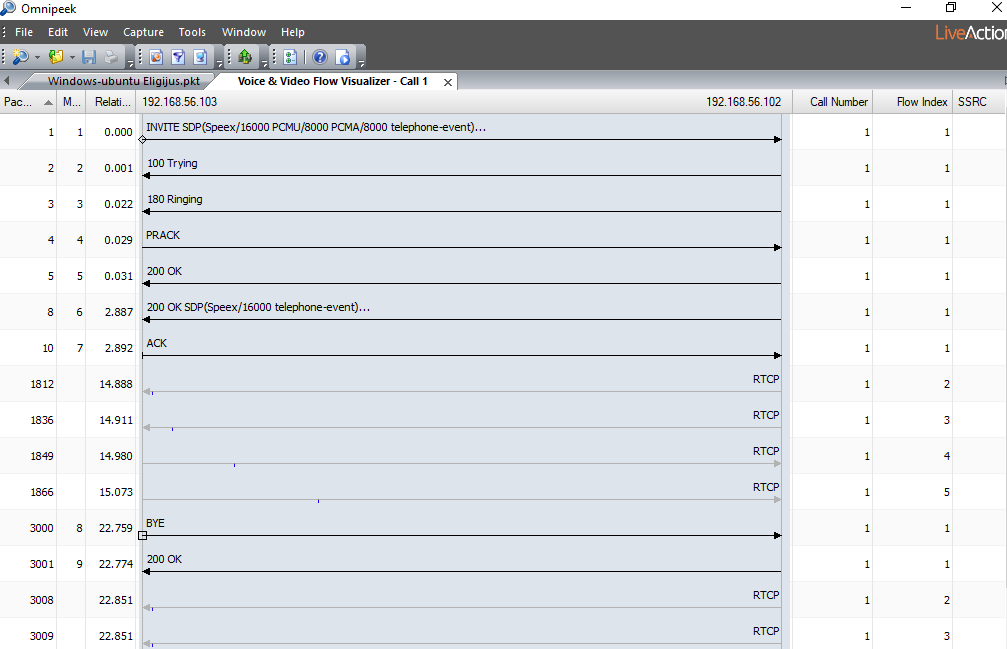 Omnipeek
File Edit View Capture Tools Window Help
LiveAction
Windows-ubuntu Eligijus.pkt Voice & Video Flow Visualizer - Call 1
Pac... M... Relati... 192.168.56.103 192.168.56.102 Call Number Flow Index SSRC
1 1 0.000 INVITE SDP(Speex/16000 PCMU/8000 PCMA/8000 telephone-event)... 1 1
2 2 0.001 100 Trying 1 1
3 3 0.022 180 Ringing 1 1
4 4 0.029 PRACK 1 1
5 5 0.031 200 OK 1 1
8 6 2.887 200 OK SDP(Speex/16000 telephone-event)... 1 1
10 7 2.892 ACK 1 1
1812 14.888 RTCP 1 2
1836 14.911 RTCP 1 3
1849 14.980 RTCP 1 4
1866 15.073 RTCP 1 5
3000 8 22.759 BYE 1 1
3001 9 22.774 200 OK 1 1
3008 22.851 RTCP 1 2
3009 22.851 RTCP 1 3